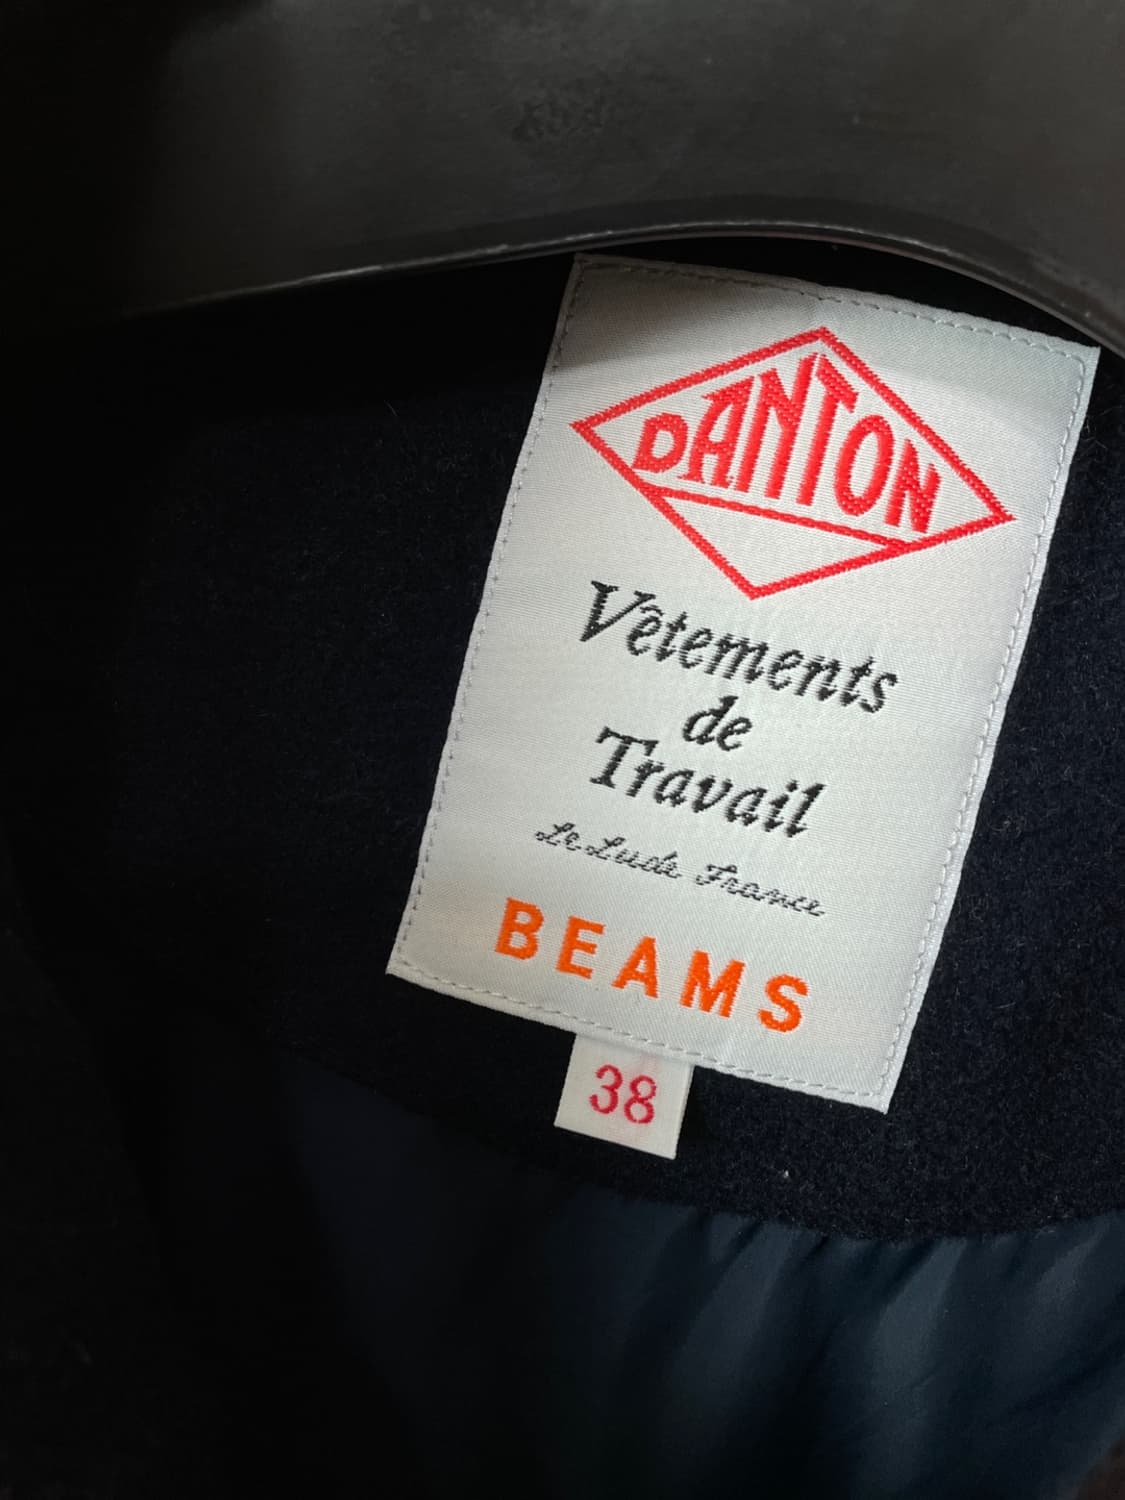 DANTON
Vêtements
de
Travail
Le Lude France
BEAMS
38